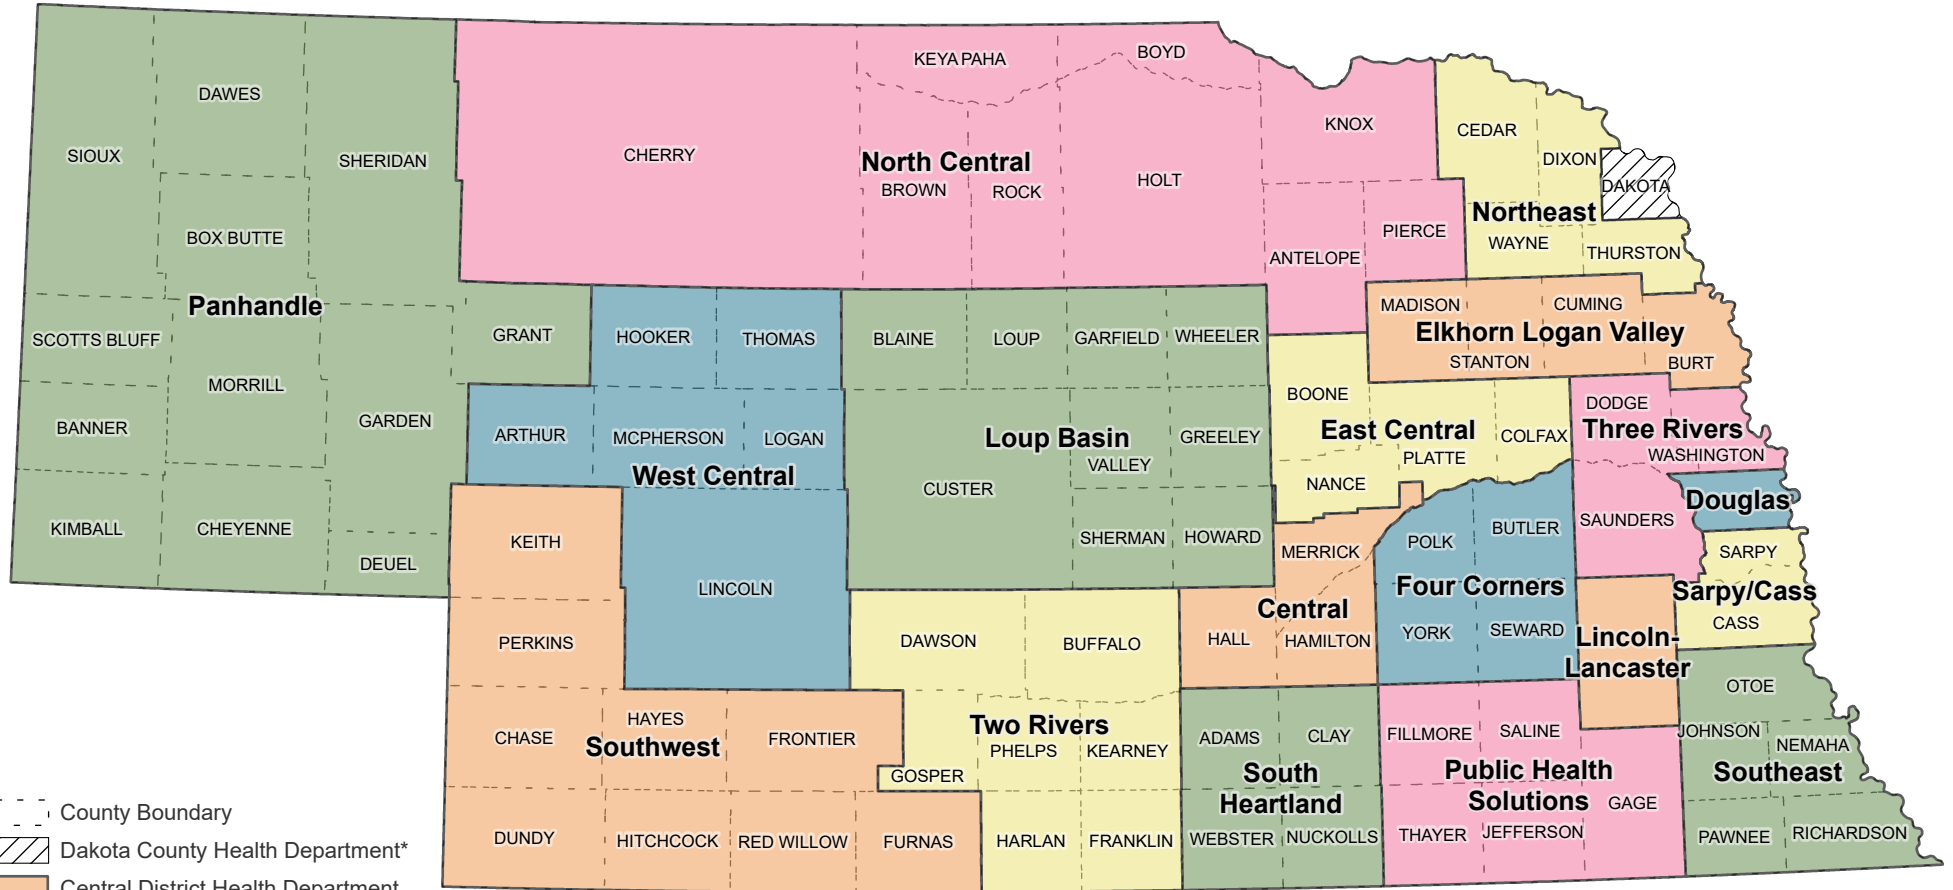 KEYA PAHA
BOYD
DAWES
KNOX
CEDAR
SIOUX
SHERIDAN
CHERRY
North Central
DIXON
BROWN
ROCK
HOLT
DAKOTA
Northeast
BOX BUTTE
PIERCE
WAYNE
THURSTON
ANTELOPE
Panhandle
MADISON
CUMING
SCOTTS BLUFF
GRANT
HOOKER
THOMAS
BLAINE
LOUP
GARFIELD
WHEELER
Elkhorn Logan Valley
STANTON
BURT
MORRILL
BOONE
DODGE
BANNER
GARDEN
ARTHUR
MCPHERSON
LOGAN
Loup Basin
GREELEY
East Central
COLFAX
Three Rivers
VALLEY
PLATTE
WASHINGTON
West Central
CUSTER
NANCE
Douglas
KIMBALL
CHEYENNE
KEITH
SHERMAN
HOWARD
MERRICK
POLK
BUTLER
SAUNDERS
SARPY
DEUEL
LINCOLN
Four Corners
Sarpy/Cass
Central
CASS
PERKINS
DAWSON
BUFFALO
HALL
HAMILTON
YORK
SEWARD
Lincoln-
Lancaster
OTOE
HAYES
CHASE
Southwest
FRONTIER
Two Rivers
PHELPS
KEARNEY
ADAMS
CLAY
FILLMORE
SALINE
JOHNSON
NEMAHA
GOSPER
South
Heartland
Public Health
Solutions
GAGE
Southeast
DUNDY
HITCHCOCK
RED WILLOW
FURNAS
HARLAN
FRANKLIN
WEBSTER
NUCKOLLS
THAYER
JEFFERSON
PAWNEE
RICHARDSON
County Boundary
Dakota County Health Department*
Central District Health Department